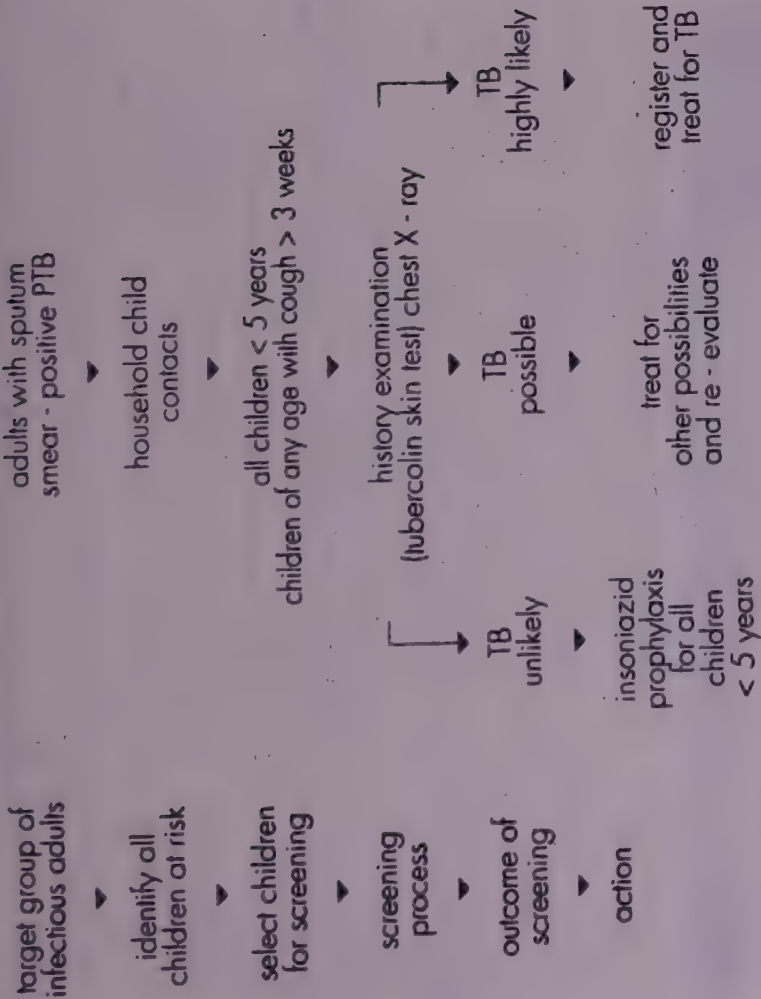 target group of
infectious adults
adults with sputum
smear - positive PTB
identify all
children at risk
household child
contacts
select children
for screening
all children < 5 years
children of any age with cough > 3 weeks
screening
process
history examination
(tubercolin skin test) chest X - ray
outcome of
screening
TB
unlikely
TB
possible
TB
highly likely
action
insoniazid
prophylaxis
for all
children
< 5 years
treat for
other possibilities
and re - evaluate
register and
treat for TB